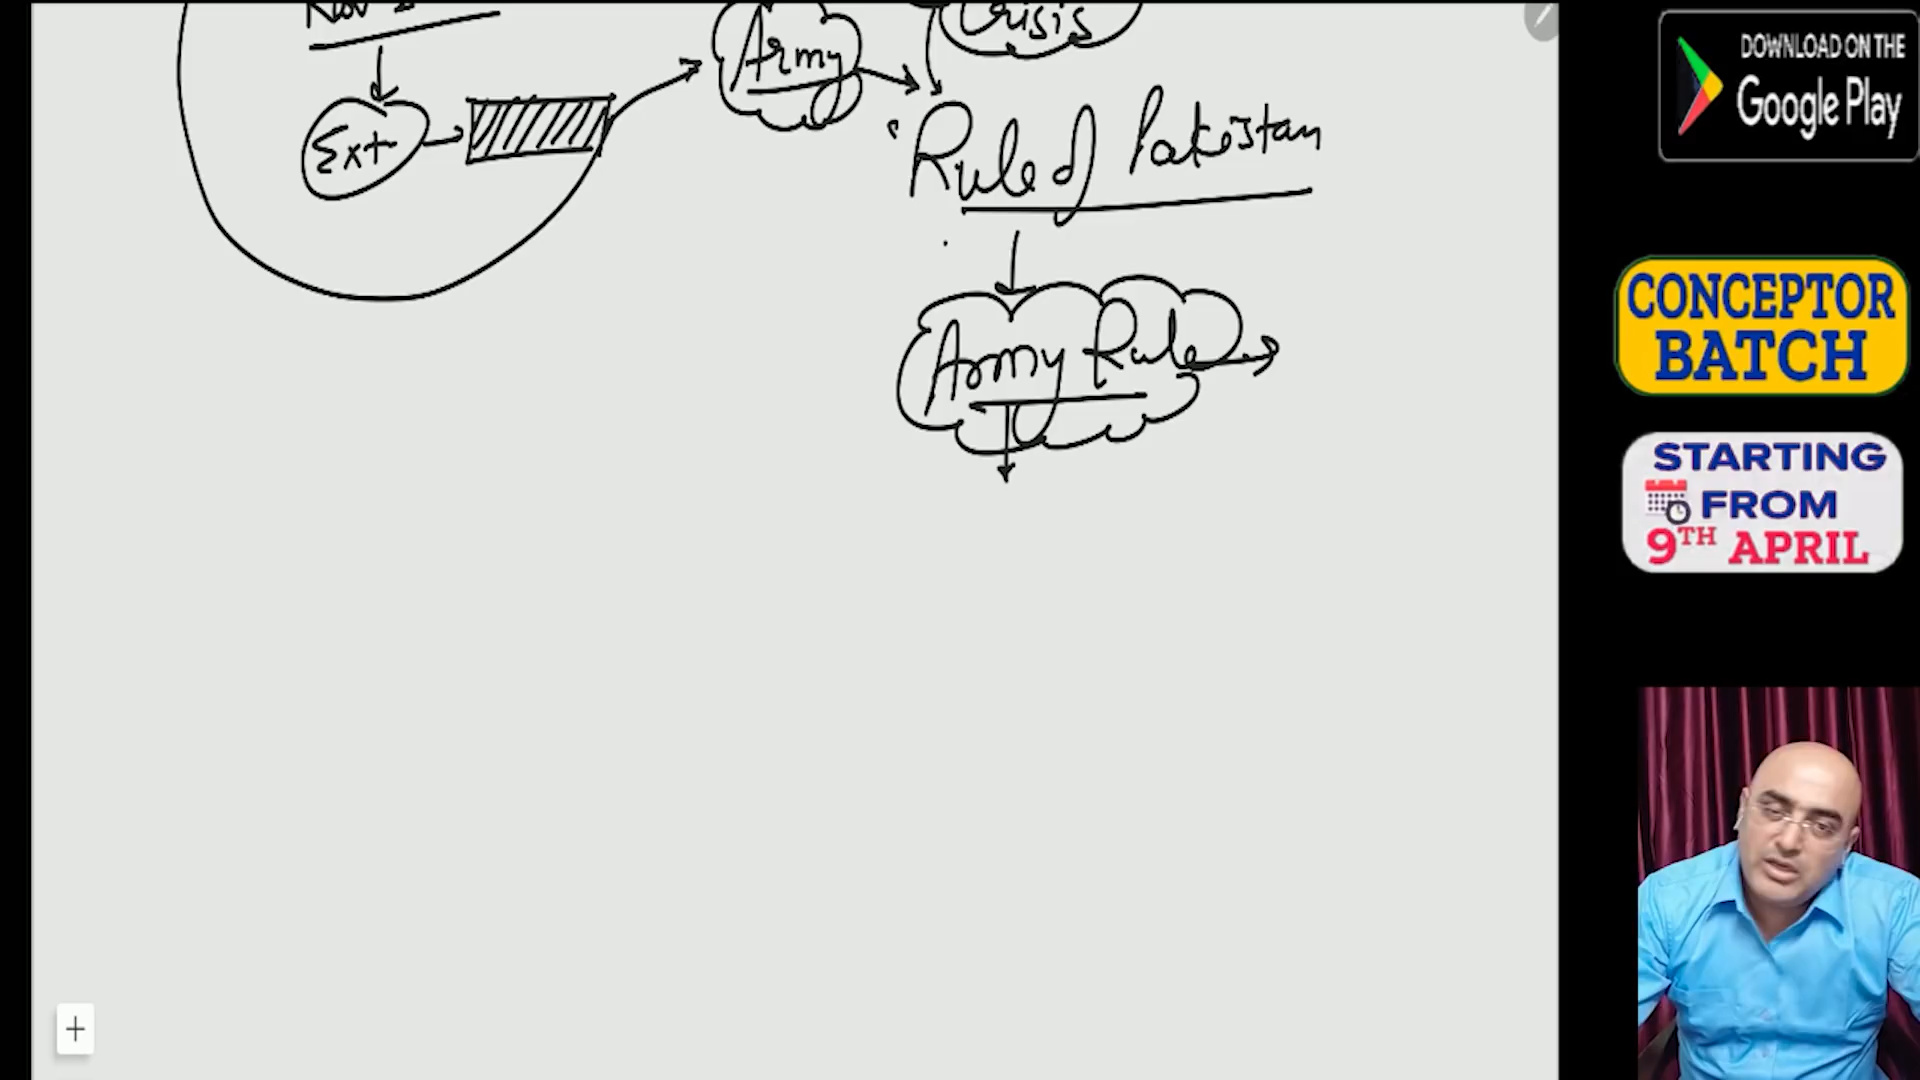 Nov
Crisis
Army
Ext
Rule of Pakistan
Army Rule
+
DOWNLOAD ON THE
Google Play
CONCEPTOR
BATCH
STARTING
FROM
9TH APRIL